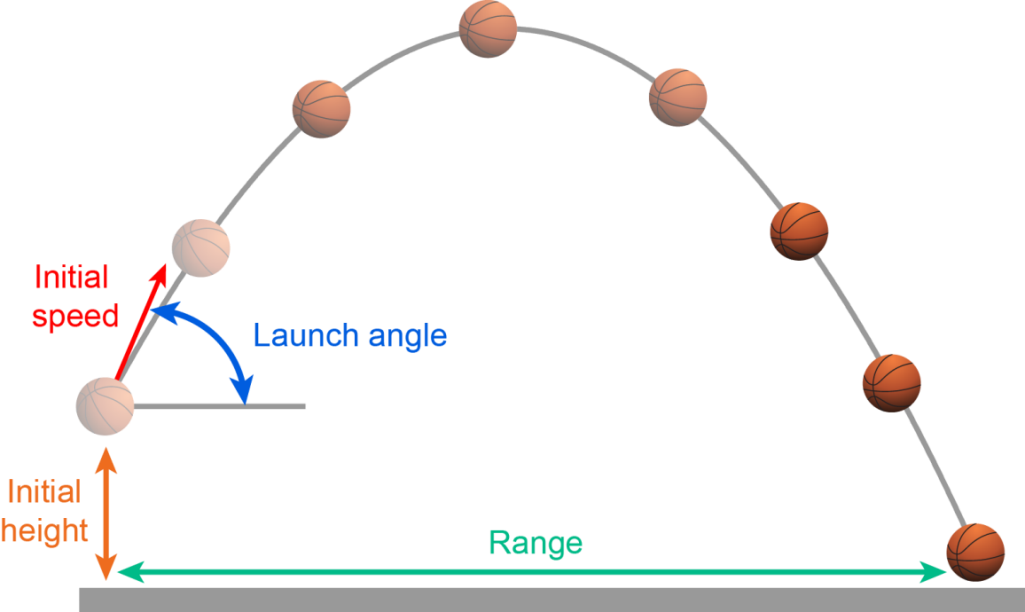 Initial
speed
Launch angle
Initial
height
Range